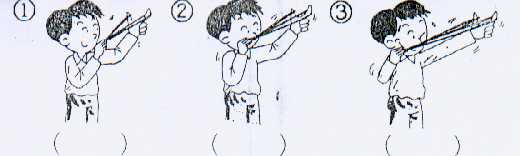 ① ② ③
( ) ( ) ( )